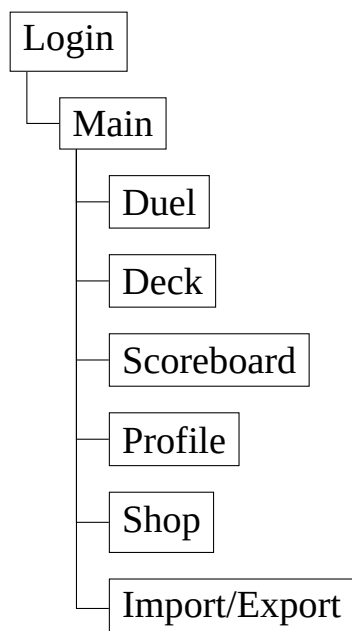 Login
Main
Duel
Deck
Scoreboard
Profile
Shop
Import/Export